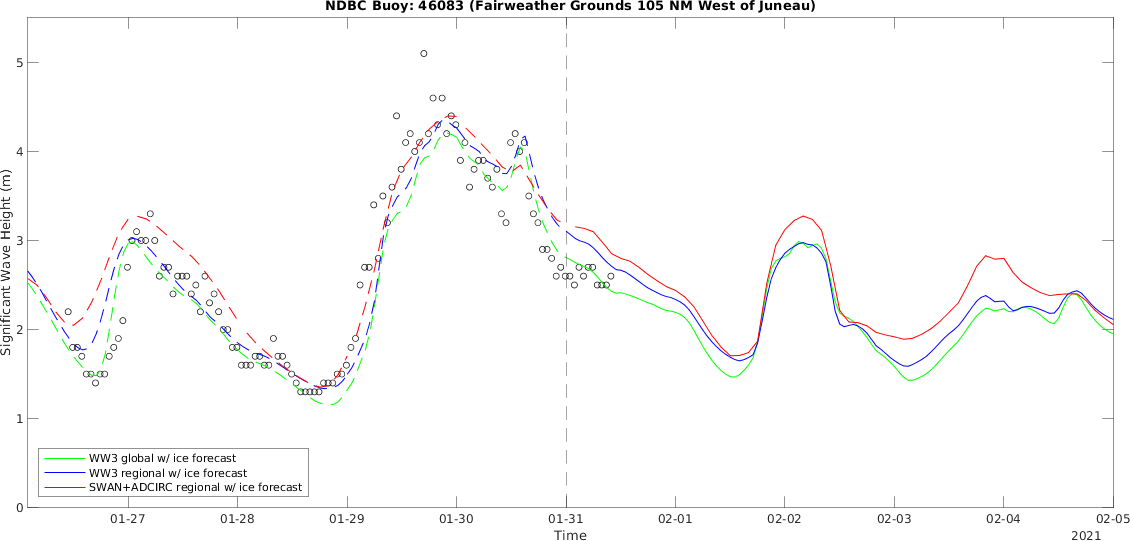 NDBC Buoy: 46083 (Fairweather Grounds 105 NM West of Juneau)
Significant Wave Height (m)
5
4
3
2
1
0
WW3 global w/ ice forecast
WW3 regional w/ ice forecast
SWAN+ADCIRC regional w/ ice forecast
01-27 01-28 01-29 01-30 01-31 02-01 02-02 02-03 02-04 02-05
Time
2021